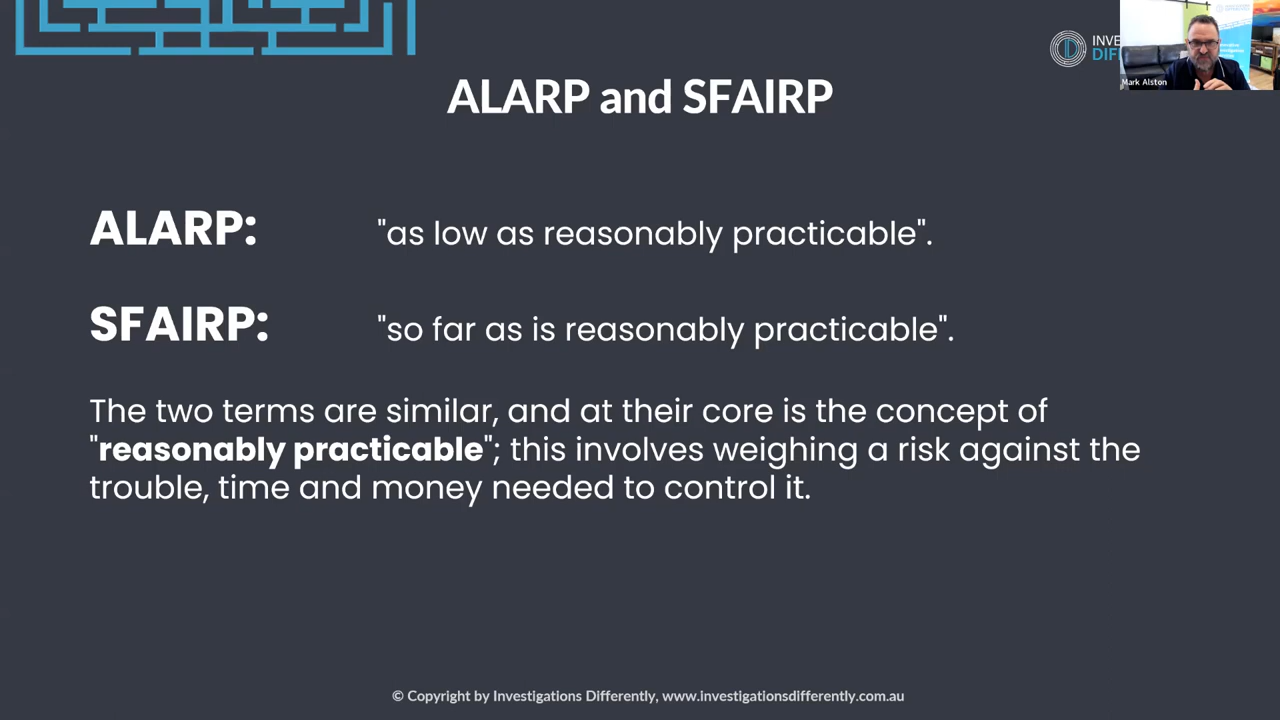 INVE
DIF
Mark Alston
ALARP and SFAIRP
ALARP: "as low as reasonably practicable".
SFAIRP: "so far as is reasonably practicable".
The two terms are similar, and at their core is the concept of
"reasonably practicable"; this involves weighing a risk against the
trouble, time and money needed to control it.
© Copyright by Investigations Differently, www.investigationsdifferently.com.au